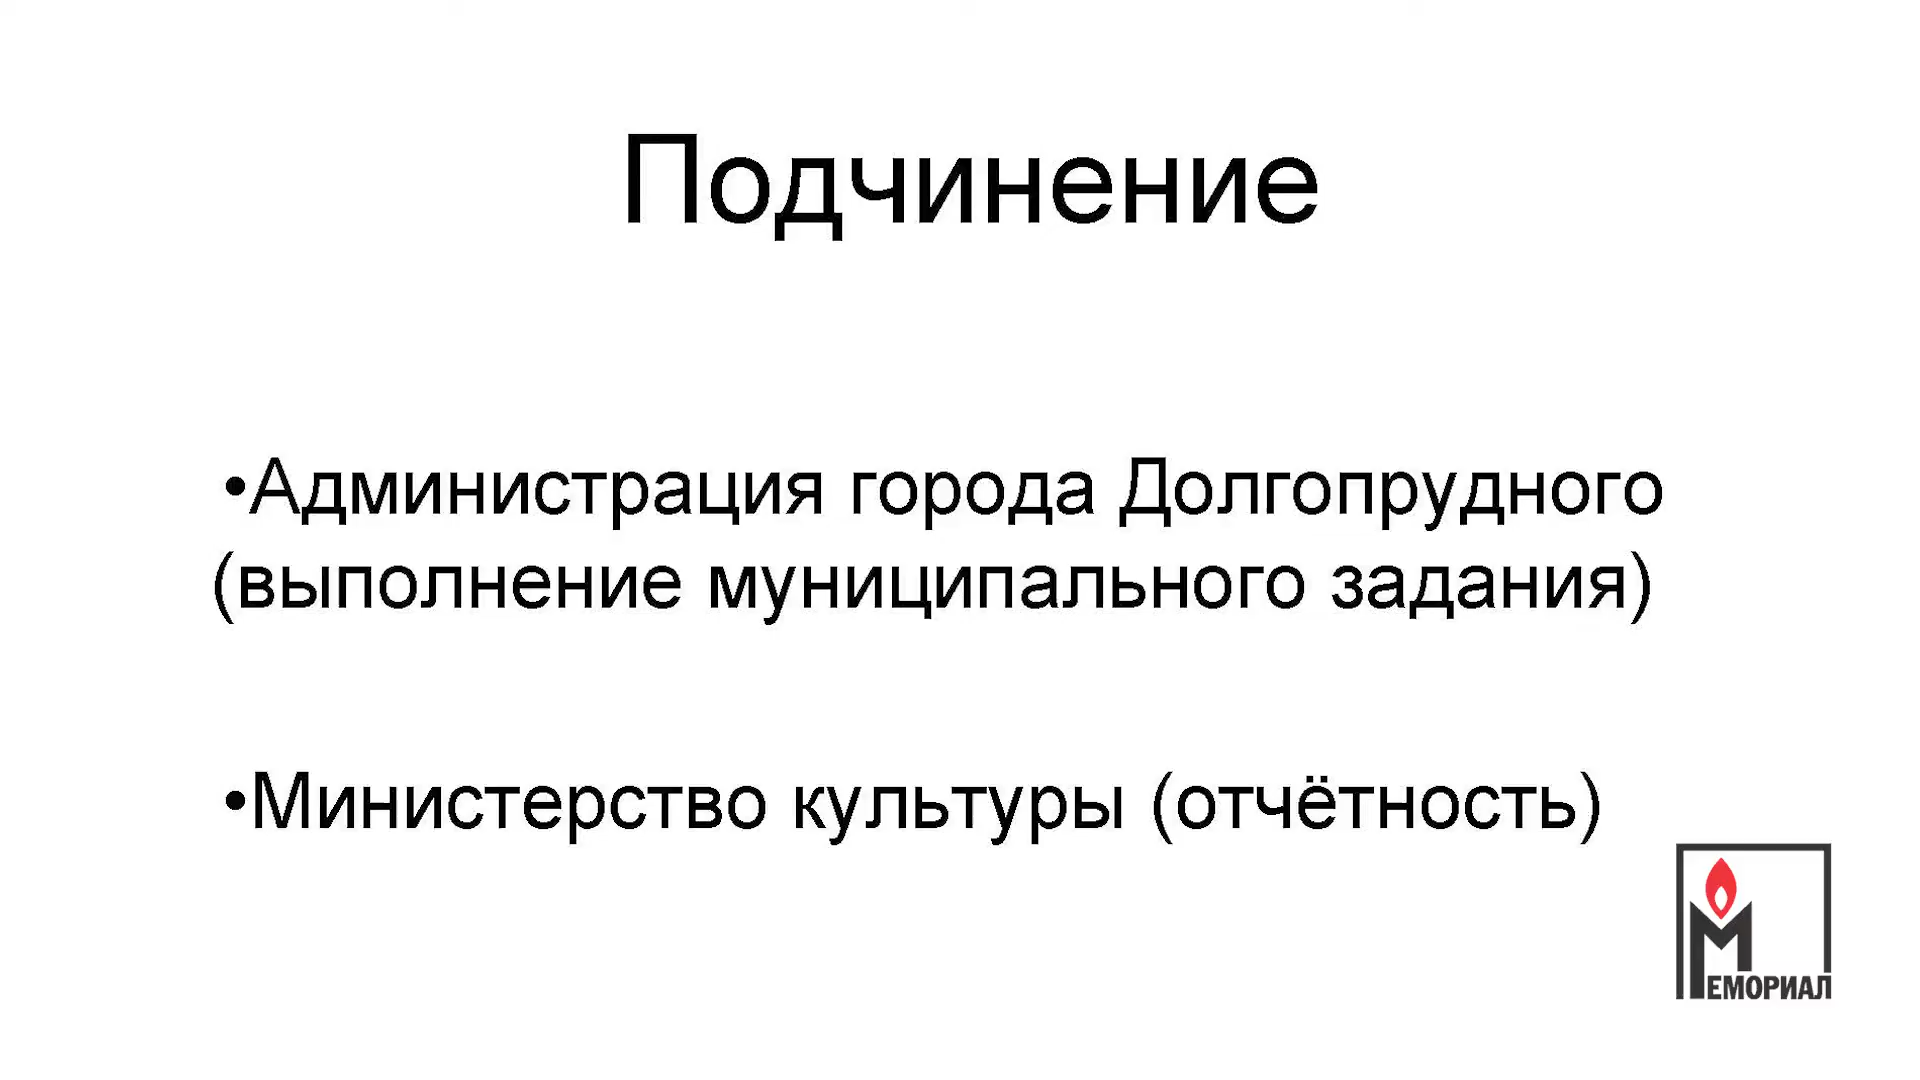 Подчинение
•Администрация города Долгопрудного
(выполнение муниципального задания)
•Министерство культуры (отчётность)
МЕМОРИАЛ